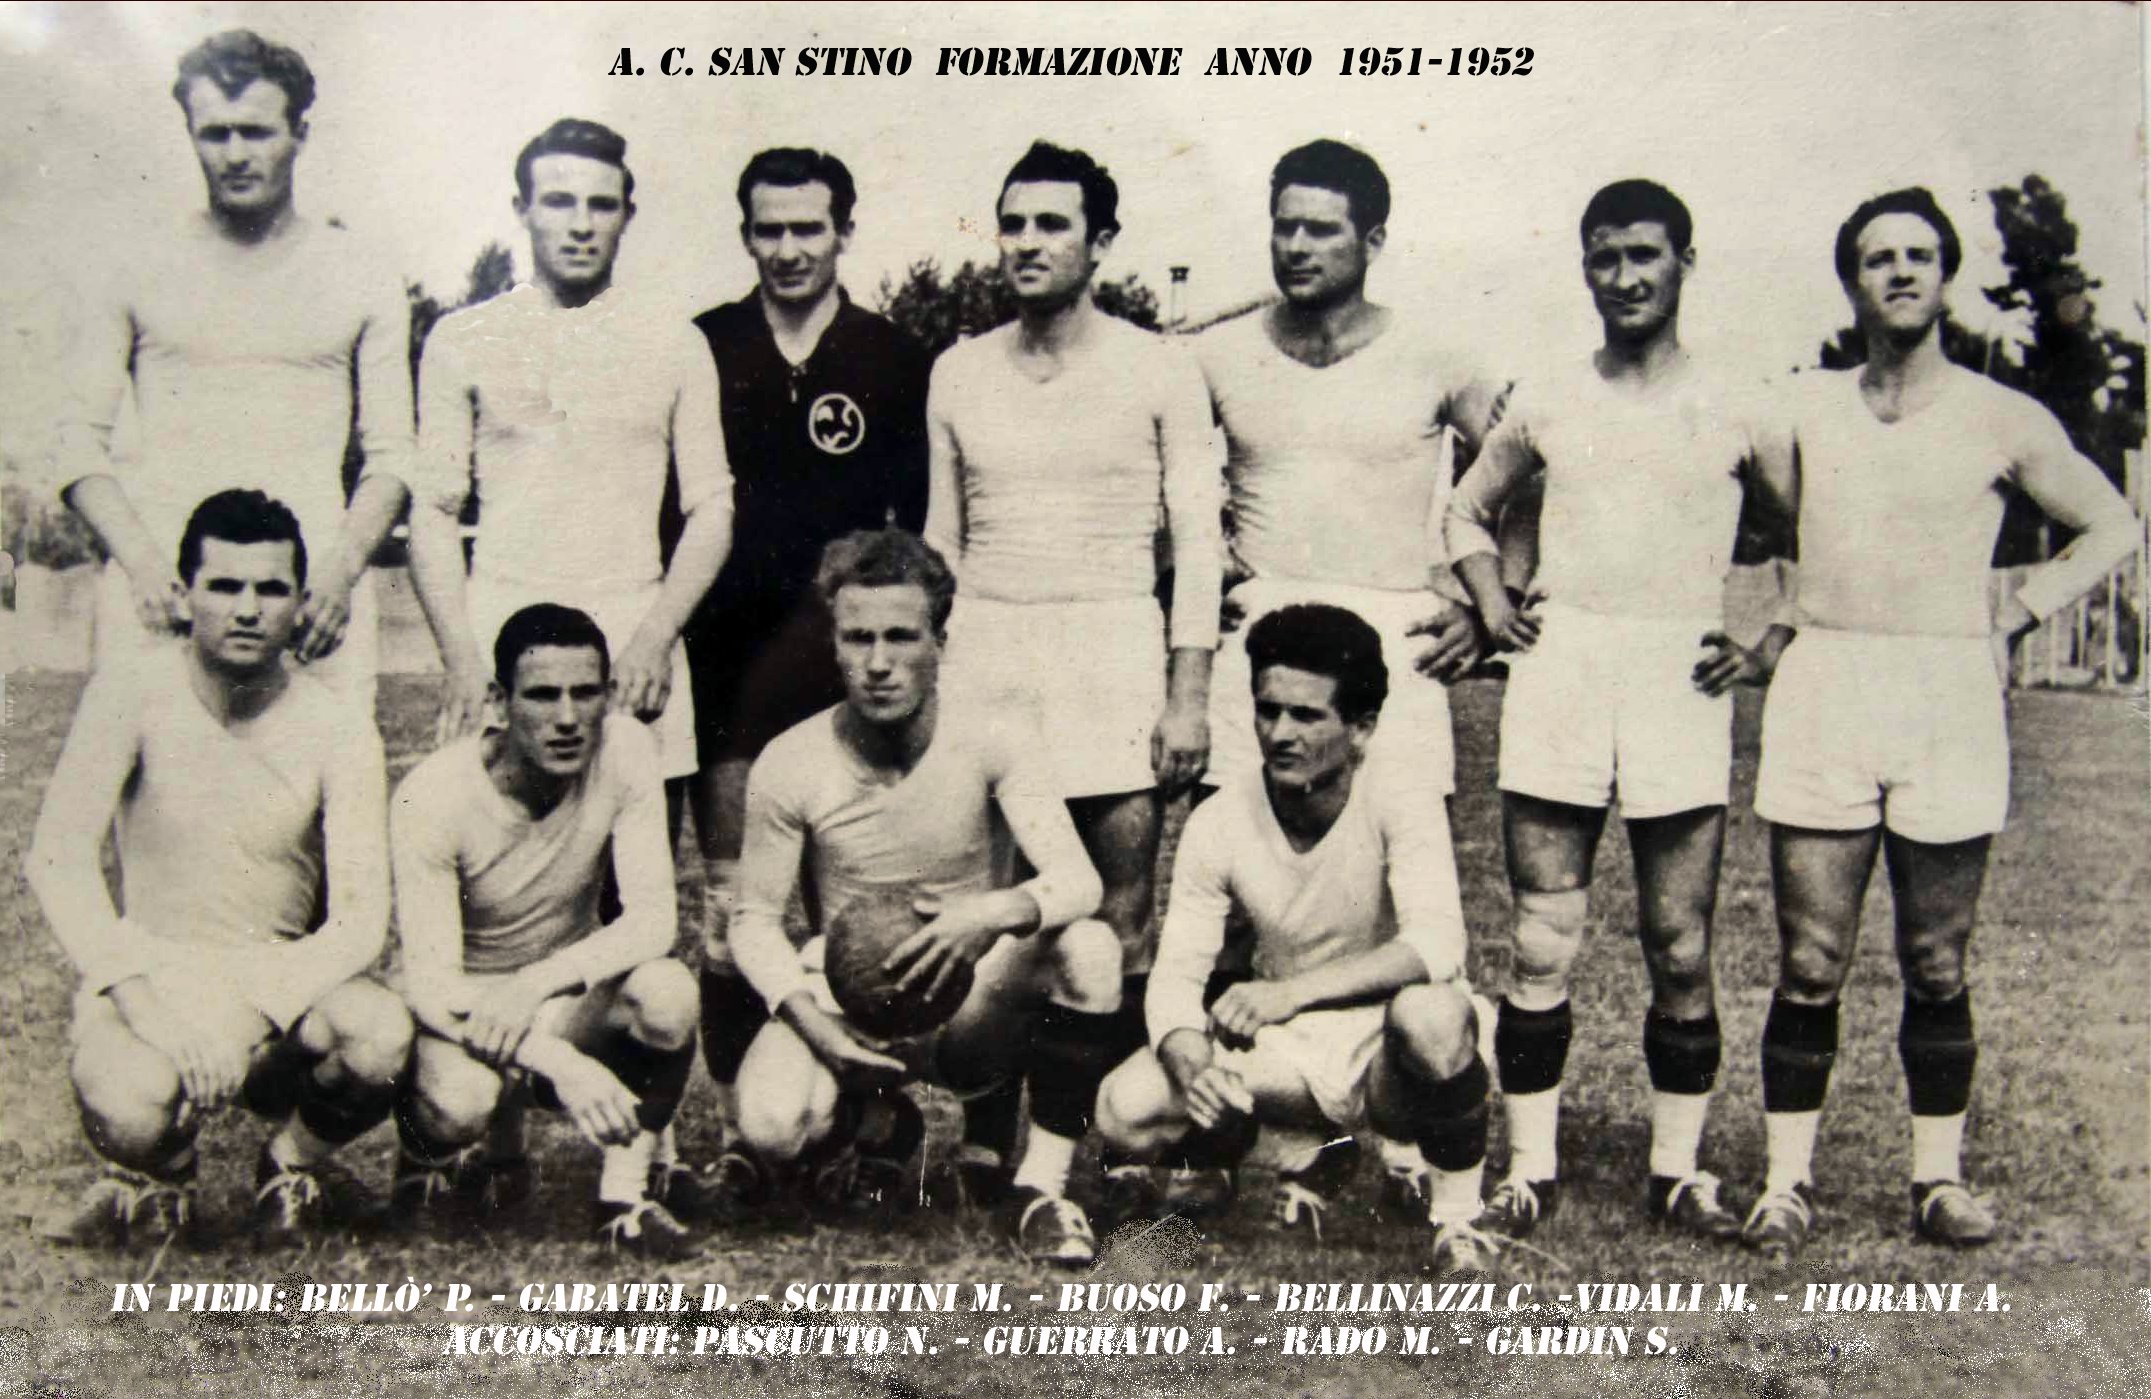 A. C. SAN STINO FORMAZIONE ANNO 1951-1952
IN PIEDI: BELLÒ' P. - GABATEL D. - SCHIFINI M. - BUOSO F. - BELLINAZZI C. -VIDALI M. - FIORANI A.
ACCOSCIATI: PASCUTTO N. - GUERRATO A. - RADO M. - GARDIN S.